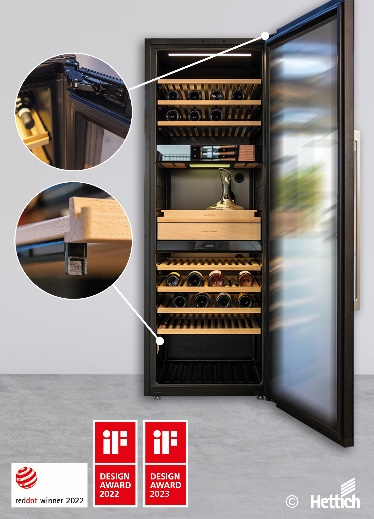 iF
DESIGN
AWARD
2022
iF
DESIGN
AWARD
2023
reddot winner 2022
© Hettich